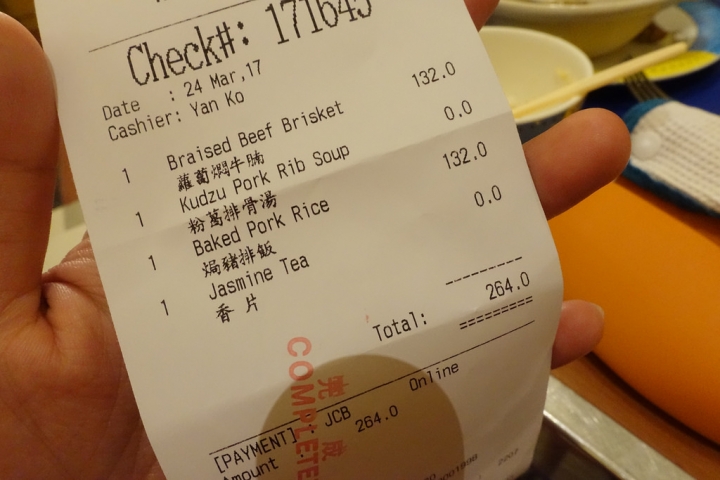 Check#: 171645
Date : 24 Mar,17
Cashier: Yan Ko
1 Braised Beef Brisket 132.0
蘿蔔燜牛腩
1 Kudzu Pork Rib Soup 0.0
粉葛排骨湯
1 Baked Pork Rice 132.0
焗豬排飯
1 Jasmine Tea 0.0
香片
Total: 264.0
[PAYMENT] : JCB Online
Amount : 264.0
完成
COMPLETE